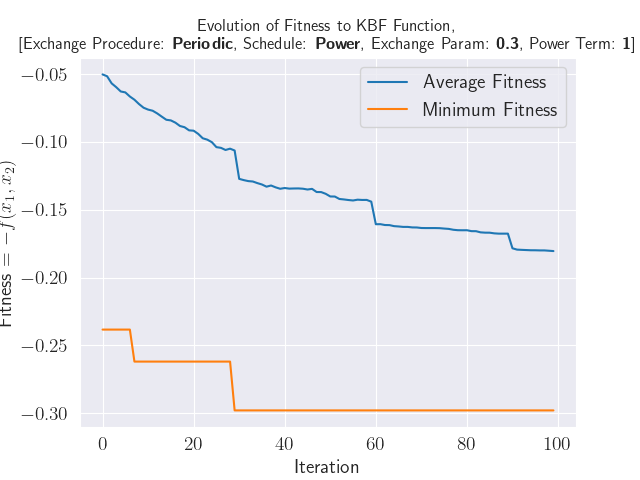 Evolution of Fitness to KBF Function,
[Exchange Procedure: Periodic, Schedule: Power, Exchange Param: 0.3, Power Term: 1]
Average Fitness
Minimum Fitness
−0.05
−0.10
−0.15
−0.20
−0.25
−0.30
Fitness = −f(x₁, x₂)
0 20 40 60 80 100
Iteration